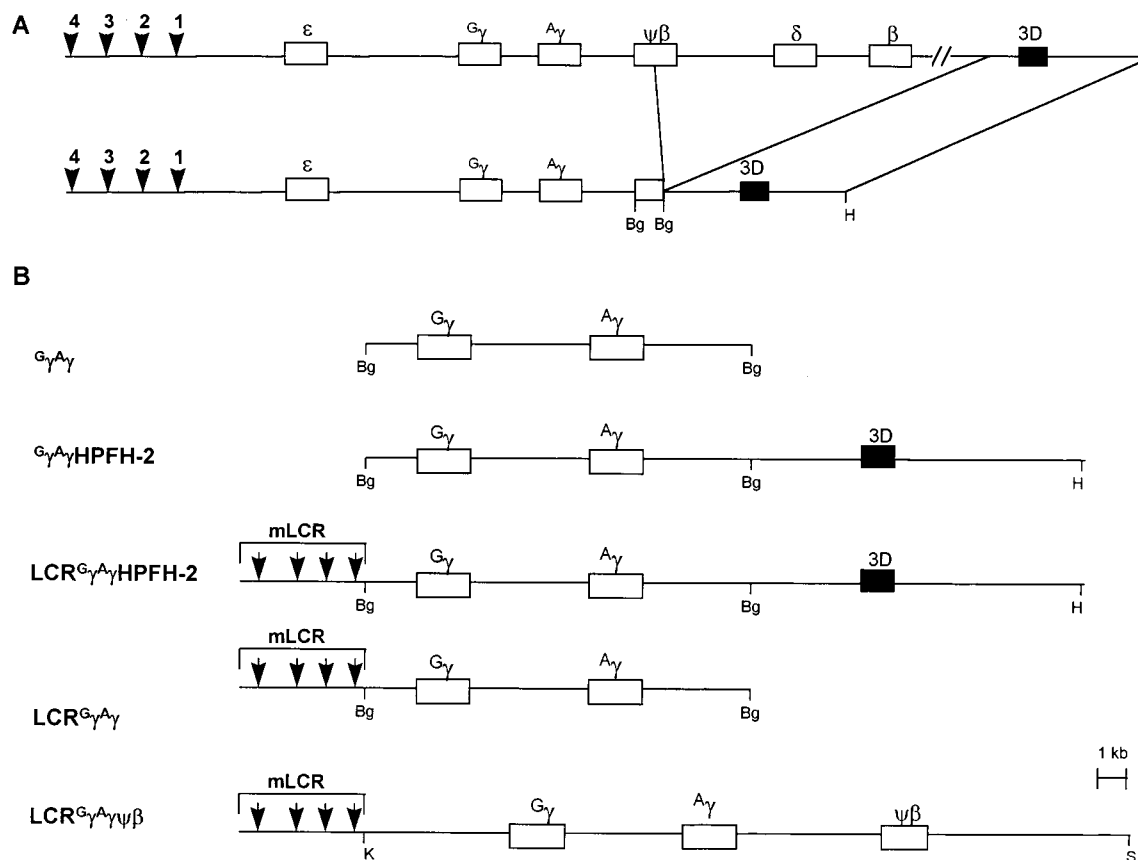 A
4 3 2 1 ε Gγ Aγ ψβ δ β // 3D
4 3 2 1 ε Gγ Aγ 3D
Bg Bg H
B
GγAγ
Gγ Aγ
Bg Bg
GγAγHPFH-2
Gγ Aγ 3D
Bg Bg H
mLCR
LCRGγAγHPFH-2
Gγ Aγ 3D
Bg Bg H
mLCR
Gγ Aγ
LCRGγAγ
Bg Bg
1 kb
mLCR
LCRGγAγψβ
Gγ Aγ ψβ
K S